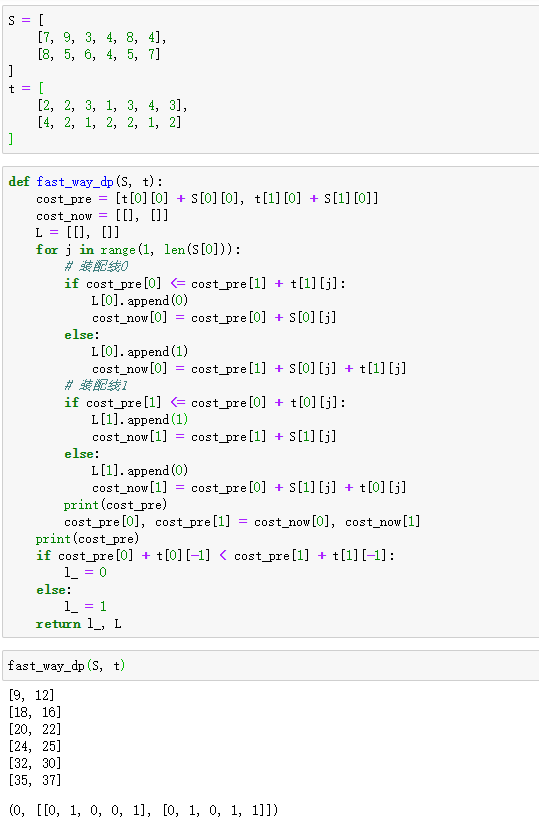 S = [
    [7, 9, 3, 4, 8, 4],
    [8, 5, 6, 4, 5, 7]
]
t = [
    [2, 2, 3, 1, 3, 4, 3],
    [4, 2, 1, 2, 2, 1, 2]
]
def fast_way_dp(S, t):
    cost_pre = [t[0][0] + S[0][0], t[1][0] + S[1][0]]
    cost_now = [[], []]
    L = [[], []]
    for j in range(1, len(S[0])):
        # 装配线0
        if cost_pre[0] <= cost_pre[1] + t[1][j]:
            L[0].append(0)
            cost_now[0] = cost_pre[0] + S[0][j]
        else:
            L[0].append(1)
            cost_now[0] = cost_pre[1] + S[0][j] + t[1][j]
        # 装配线1
        if cost_pre[1] <= cost_pre[0] + t[0][j]:
            L[1].append(1)
            cost_now[1] = cost_pre[1] + S[1][j]
        else:
            L[1].append(0)
            cost_now[1] = cost_pre[0] + S[1][j] + t[0][j]
        print(cost_pre)
        cost_pre[0], cost_pre[1] = cost_now[0], cost_now[1]
    print(cost_pre)
    if cost_pre[0] + t[0][-1] < cost_pre[1] + t[1][-1]:
        l_ = 0
    else:
        l_ = 1
    return l_, L
fast_way_dp(S, t)
[9, 12]
[18, 16]
[20, 22]
[24, 25]
[32, 30]
[35, 37]
(0, [[0, 1, 0, 0, 1], [0, 1, 0, 1, 1]])